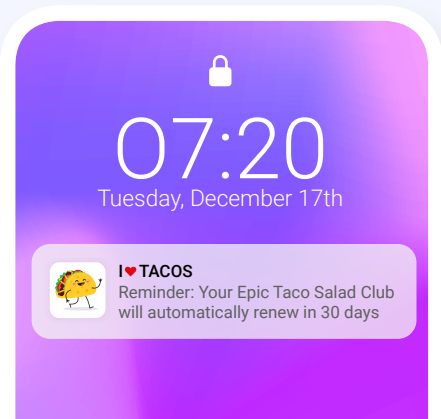 07:20
Tuesday, December 17th
I❤TACOS
Reminder: Your Epic Taco Salad Club
will automatically renew in 30 days